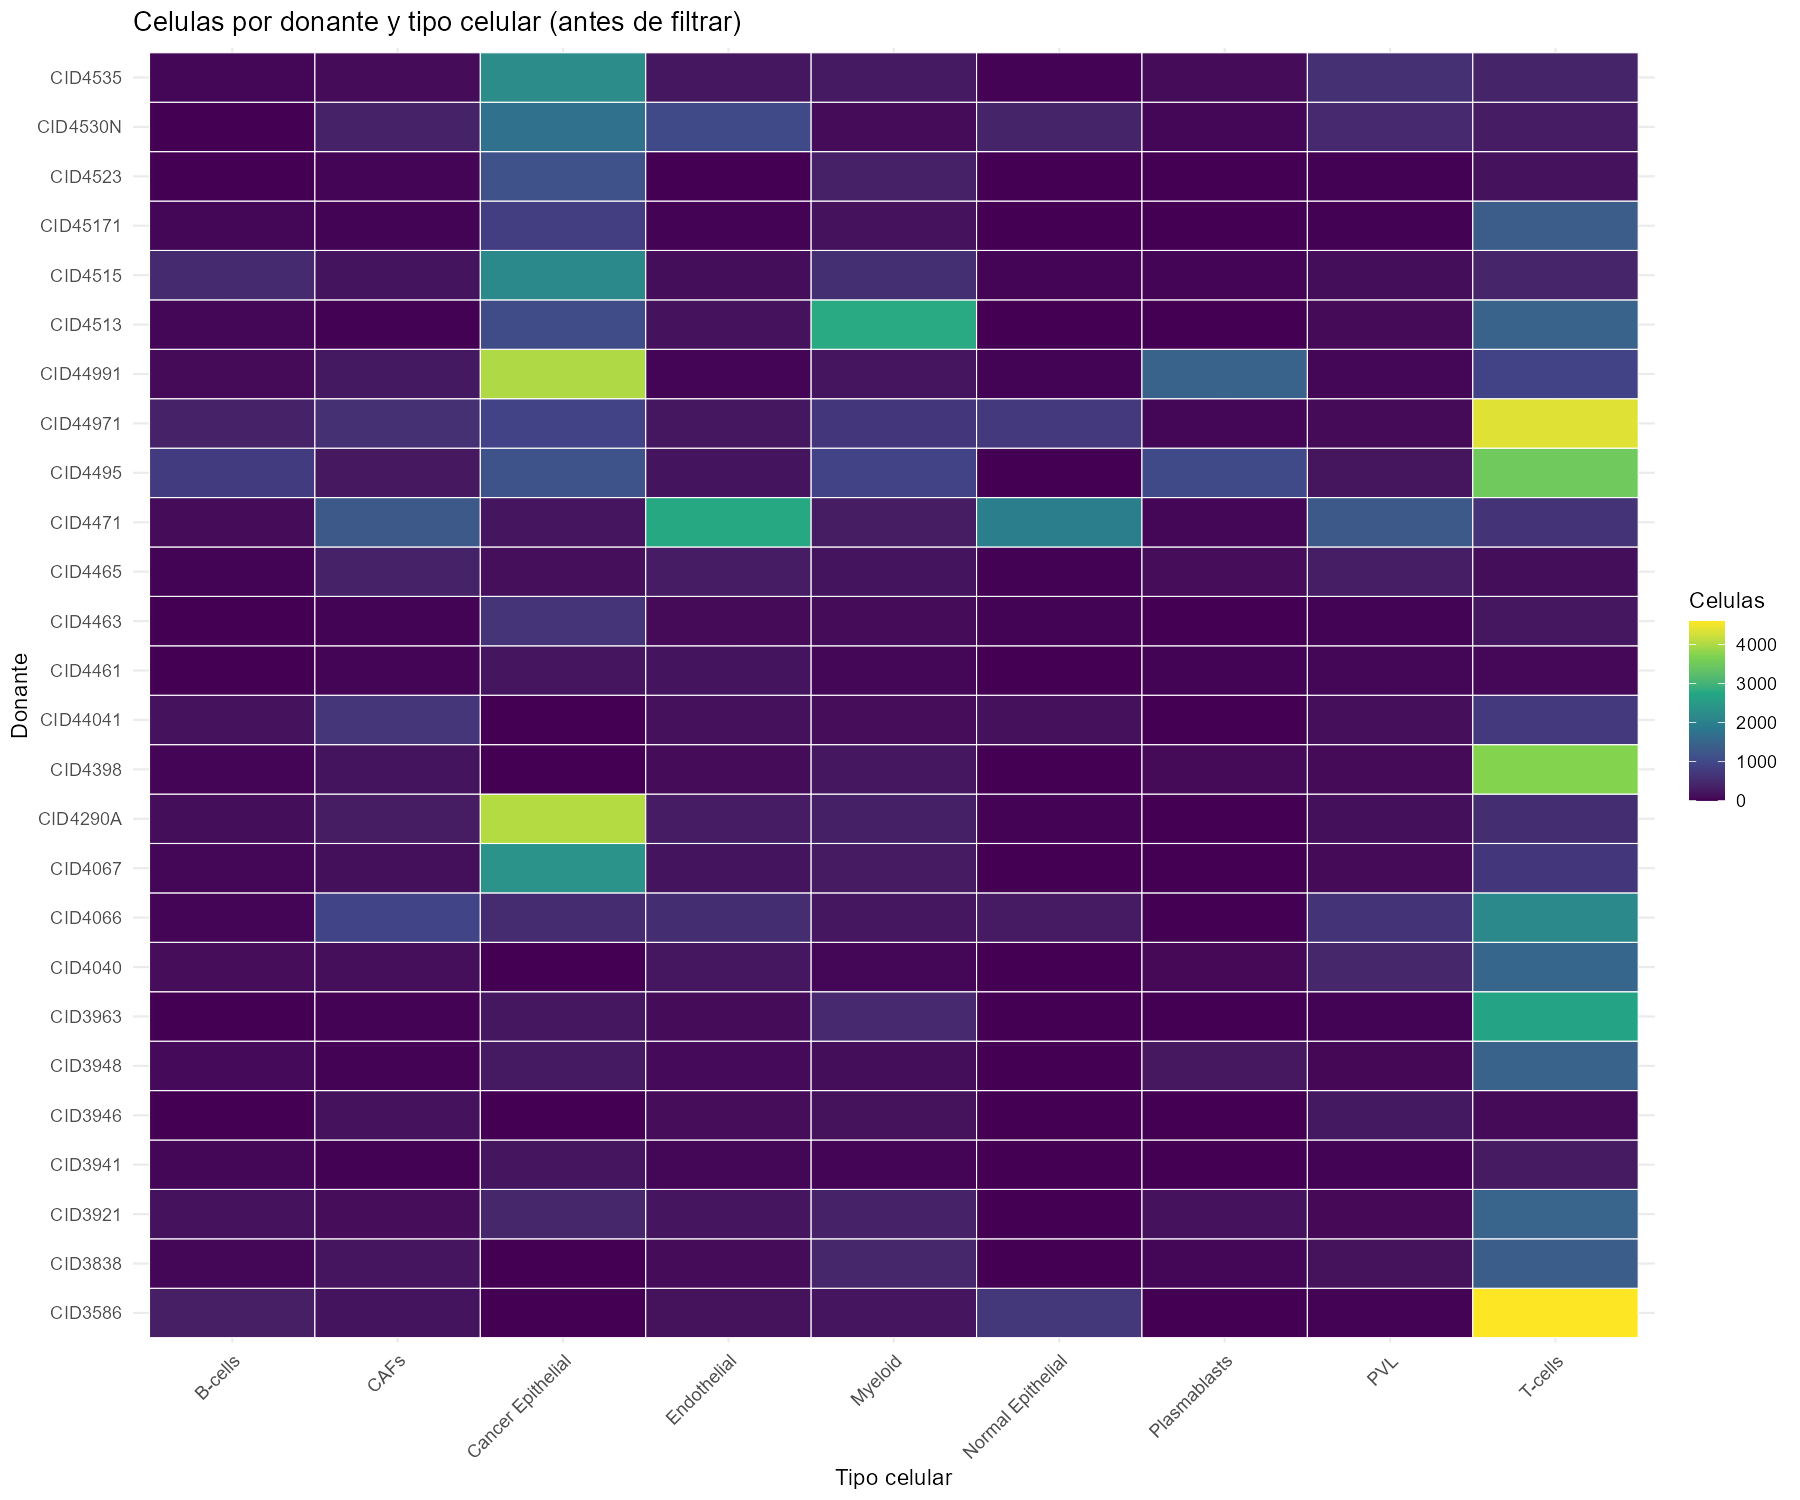 Celulas por donante y tipo celular (antes de filtrar)
Donante
CID4535
CID4530N
CID4523
CID45171
CID4515
CID4513
CID44991
CID44971
CID4495
CID4471
CID4465
CID4463
CID4461
CID44041
CID4398
CID4290A
CID4067
CID4066
CID4040
CID3963
CID3948
CID3946
CID3941
CID3921
CID3838
CID3586
B-cells
CAFs
Cancer Epithelial
Endothelial
Myeloid
Normal Epithelial
Plasmablasts
PVL
T-cells
Tipo celular
Celulas
4000
3000
2000
1000
0